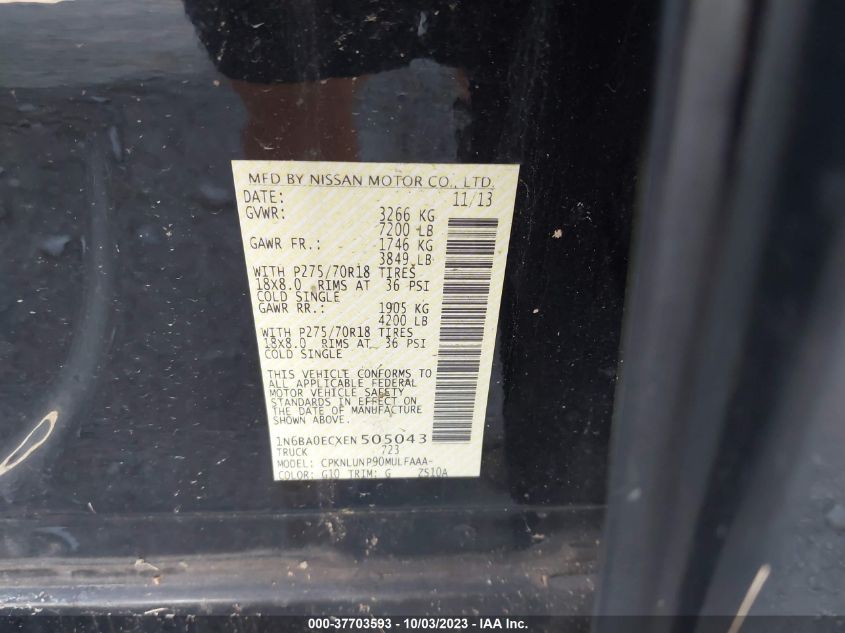 MFD BY NISSAN MOTOR CO., LTD.
DATE: 11/13
GVWR: 3266 KG
7200 LB
GAWR FR.: 1746 KG
3849 LB
WITH P275/70R18 TIRES
18X8.0 RIMS AT 36 PSI
COLD SINGLE
GAWR RR.: 1905 KG
4200 LB
WITH P275/70R18 TIRES
18X8.0 RIMS AT 36 PSI
COLD SINGLE
THIS VEHICLE CONFORMS TO
ALL APPLICABLE FEDERAL
MOTOR VEHICLE SAFETY
STANDARDS IN EFFECT ON
THE DATE OF MANUFACTURE
SHOWN ABOVE.
1N6BA0ECXEN505043
TRUCK 723
MODEL: CPKNLUNP90MULFAAA-
COLOR: G10 TRIM: G ZS10A
000-37703593 - 10/03/2023 - IAA Inc.